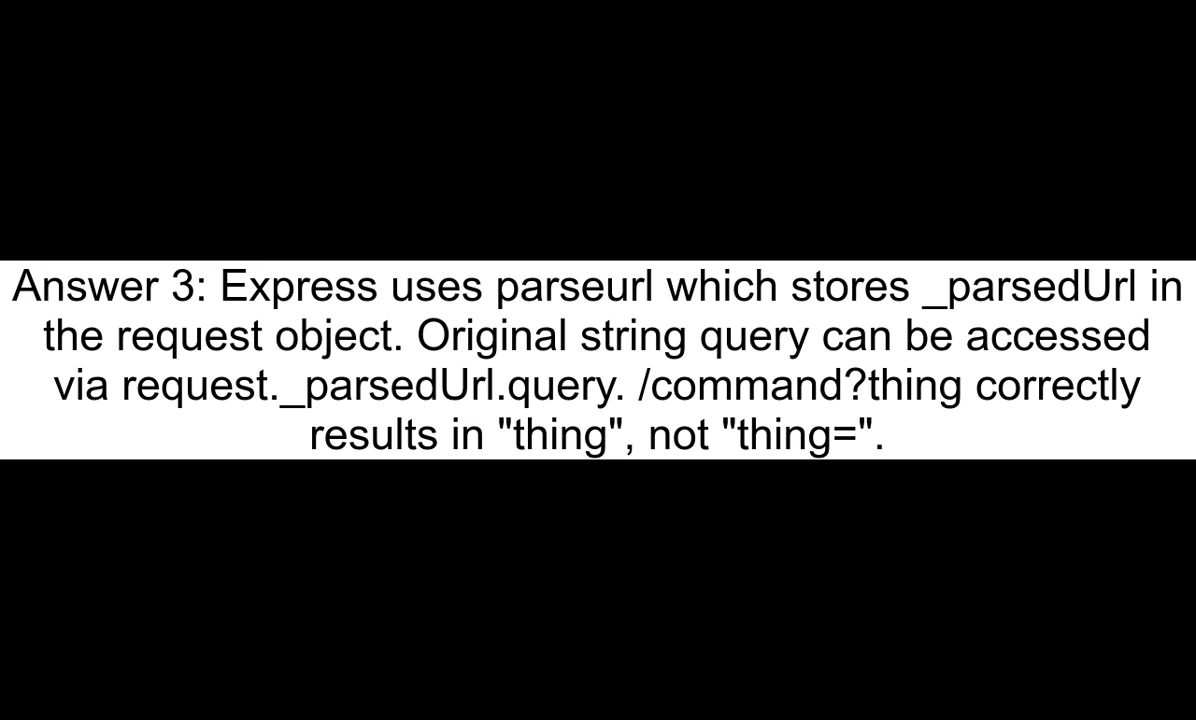 Answer 3: Express uses parseurl which stores _parsedUrl in
the request object. Original string query can be accessed
via request._parsedUrl.query. /command?thing correctly
results in "thing", not "thing=".